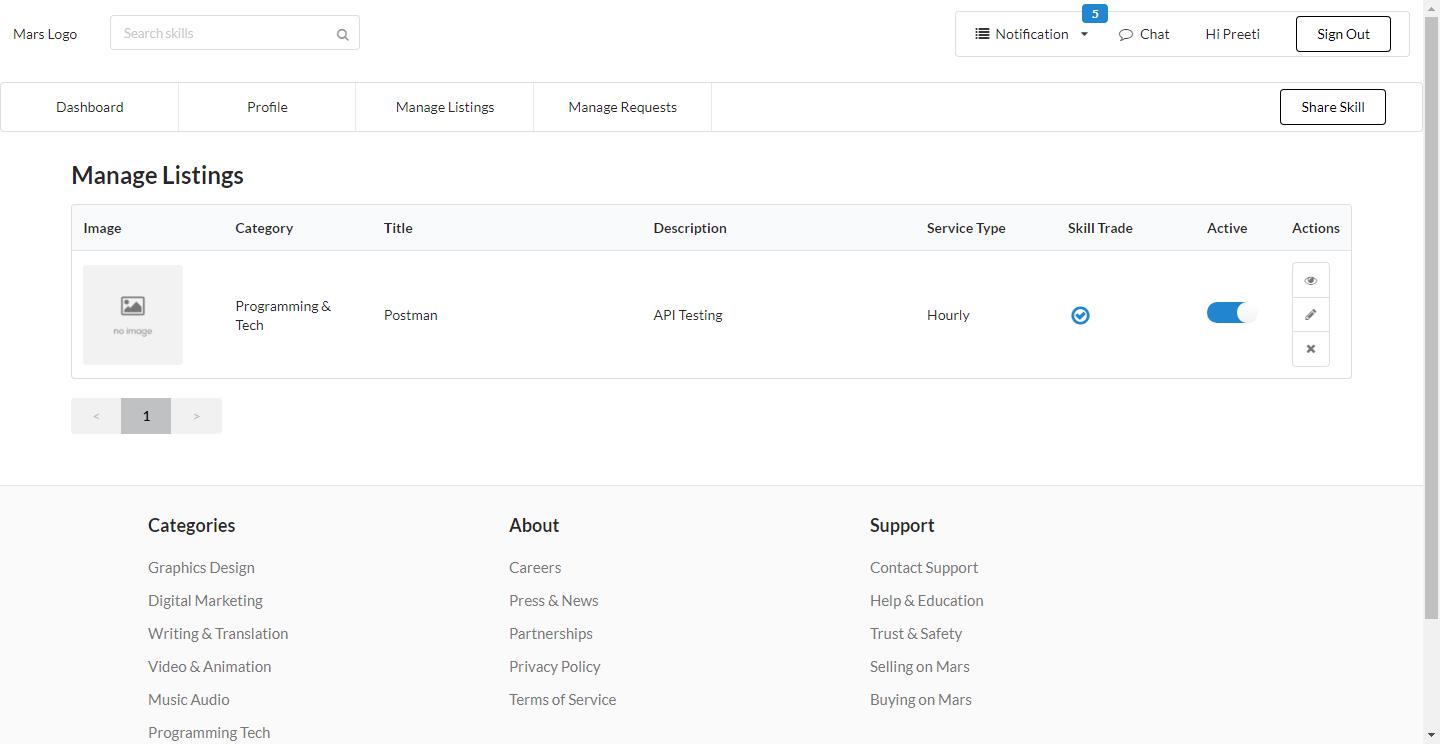 Mars Logo
Search skills
5
Notification
Chat
Hi Preeti
Sign Out
Dashboard
Profile
Manage Listings
Manage Requests
Share Skill
Manage Listings
Image Category Title Description Service Type Skill Trade Active Actions
no image
Programming &
Tech
Postman
API Testing
Hourly
< 1 >
Categories
Graphics Design
Digital Marketing
Writing & Translation
Video & Animation
Music Audio
Programming Tech
About
Careers
Press & News
Partnerships
Privacy Policy
Terms of Service
Support
Contact Support
Help & Education
Trust & Safety
Selling on Mars
Buying on Mars